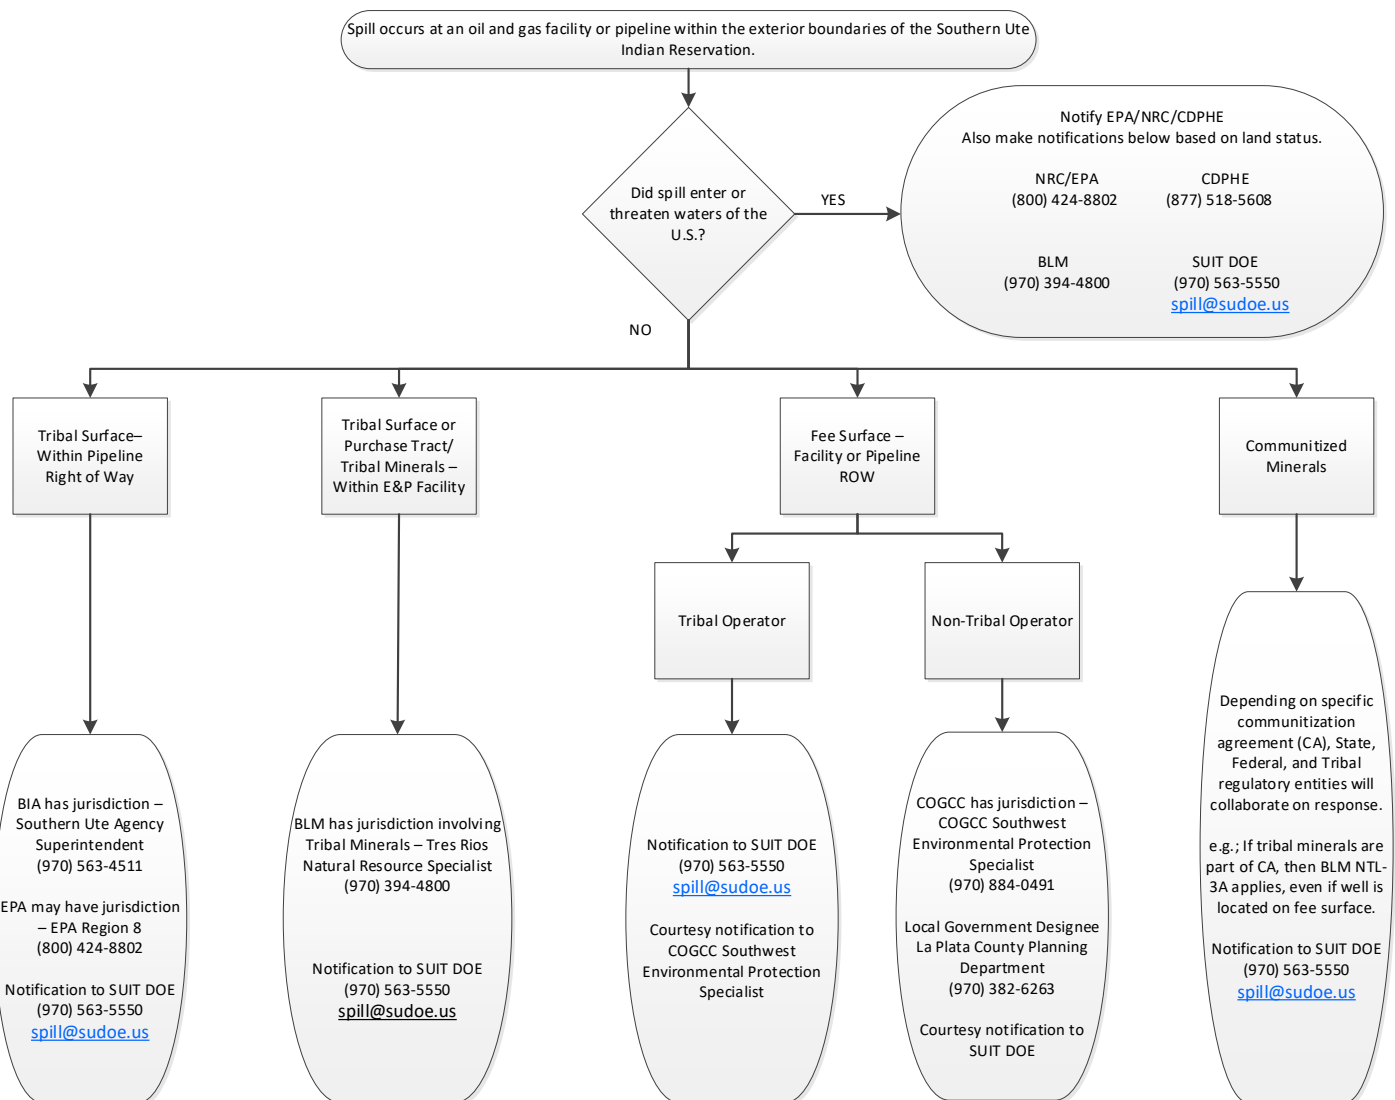 Spill occurs at an oil and gas facility or pipeline within the exterior boundaries of the Southern Ute
Indian Reservation.
Did spill enter or
threaten waters of the
U.S.?
YES
Notify EPA/NRC/CDPHE
Also make notifications below based on land status.
NRC/EPA
(800) 424-8802
CDPHE
(877) 518-5608
BLM
(970) 394-4800
SUIT DOE
(970) 563-5550
spill@sudoe.us
NO
Tribal Surface–
Within Pipeline
Right of Way
Tribal Surface or
Purchase Tract/
Tribal Minerals –
Within E&P Facility
Fee Surface –
Facility or Pipeline
ROW
Communitized
Minerals
Tribal Operator
Non-Tribal Operator
BIA has jurisdiction –
Southern Ute Agency
Superintendent
(970) 563-4511
EPA may have jurisdiction
– EPA Region 8
(800) 424-8802
Notification to SUIT DOE
(970) 563-5550
spill@sudoe.us
BLM has jurisdiction involving
Tribal Minerals – Tres Rios
Natural Resource Specialist
(970) 394-4800
Notification to SUIT DOE
(970) 563-5550
spill@sudoe.us
Notification to SUIT DOE
(970) 563-5550
spill@sudoe.us
Courtesy notification to
COGCC Southwest
Environmental Protection
Specialist
COGCC has jurisdiction –
COGCC Southwest
Environmental Protection
Specialist
(970) 884-0491
Local Government Designee
La Plata County Planning
Department
(970) 382-6263
Courtesy notification to
SUIT DOE
Depending on specific
communitization
agreement (CA), State,
Federal, and Tribal
regulatory entities will
collaborate on response.
e.g.; If tribal minerals are
part of CA, then BLM NTL-
3A applies, even if well is
located on fee surface.
Notification to SUIT DOE
(970) 563-5550
spill@sudoe.us